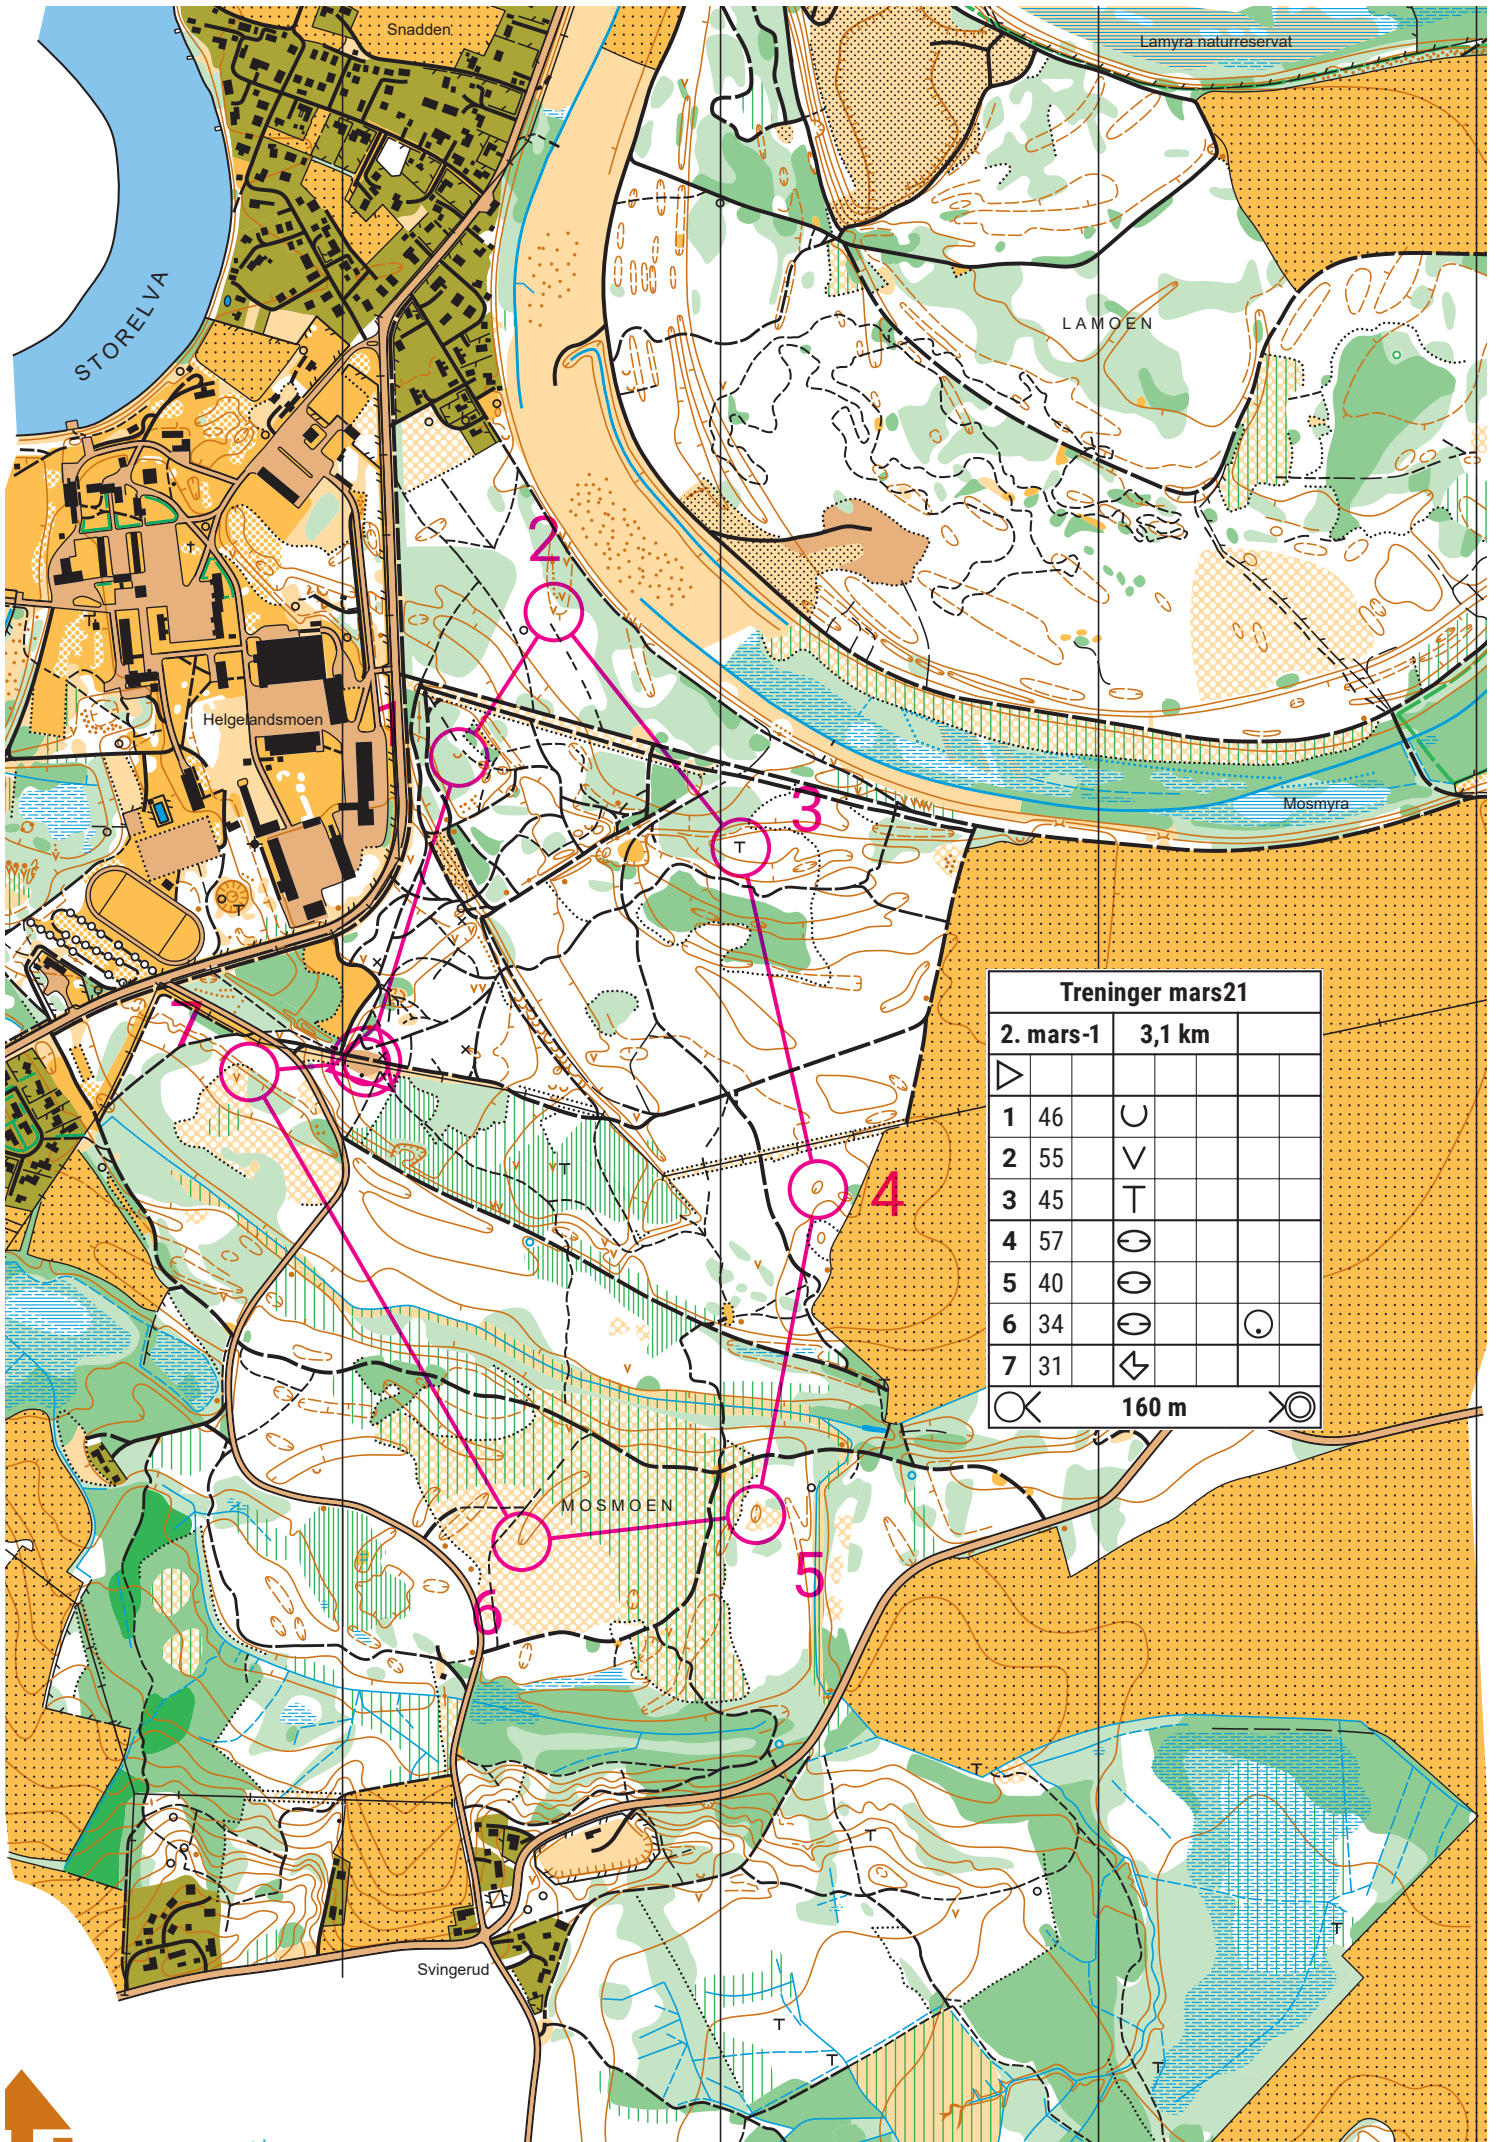 Snadden
Lamyra naturreservat
STORELVA
LAMOEN
2
1
Helgelandsmoen
3
Mosmyra
7
4
Treninger mars21
2. mars-1 3,1 km
1 46
2 55
3 45
4 57
5 40
6 34
7 31
160 m
MOSMOEN
5
6
Svingerud